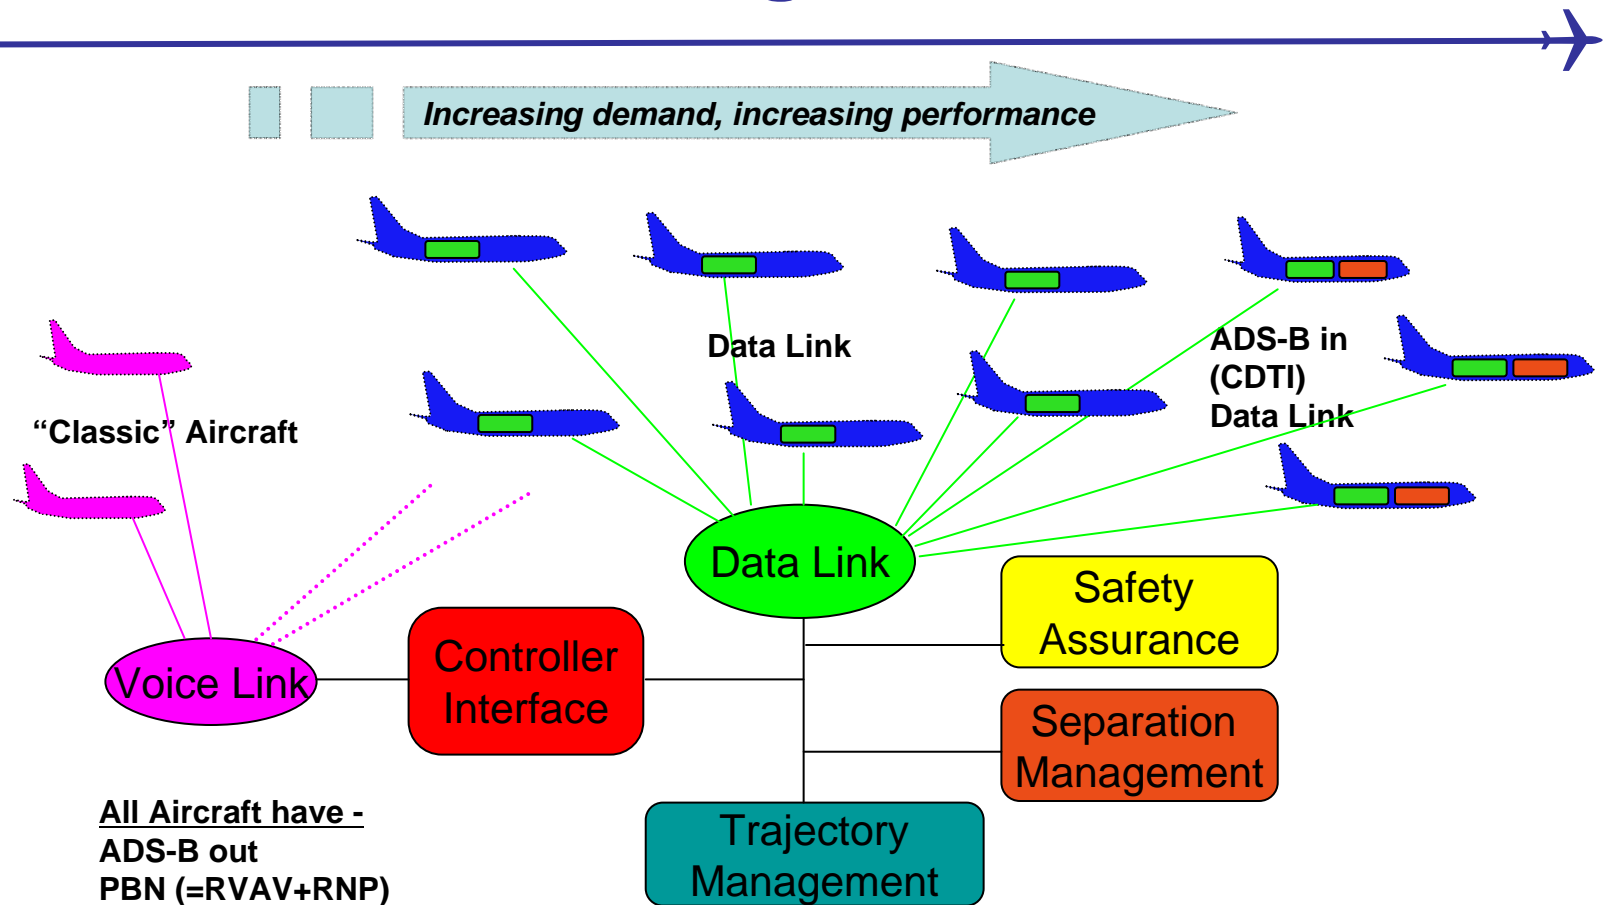 Increasing demand, increasing performance
Data Link
ADS-B in
(CDTI)
Data Link
“Classic” Aircraft
Data Link
Safety
Assurance
Controller
Interface
Voice Link
Separation
Management
All Aircraft have -
ADS-B out
PBN (=RVAV+RNP)
Trajectory
Management